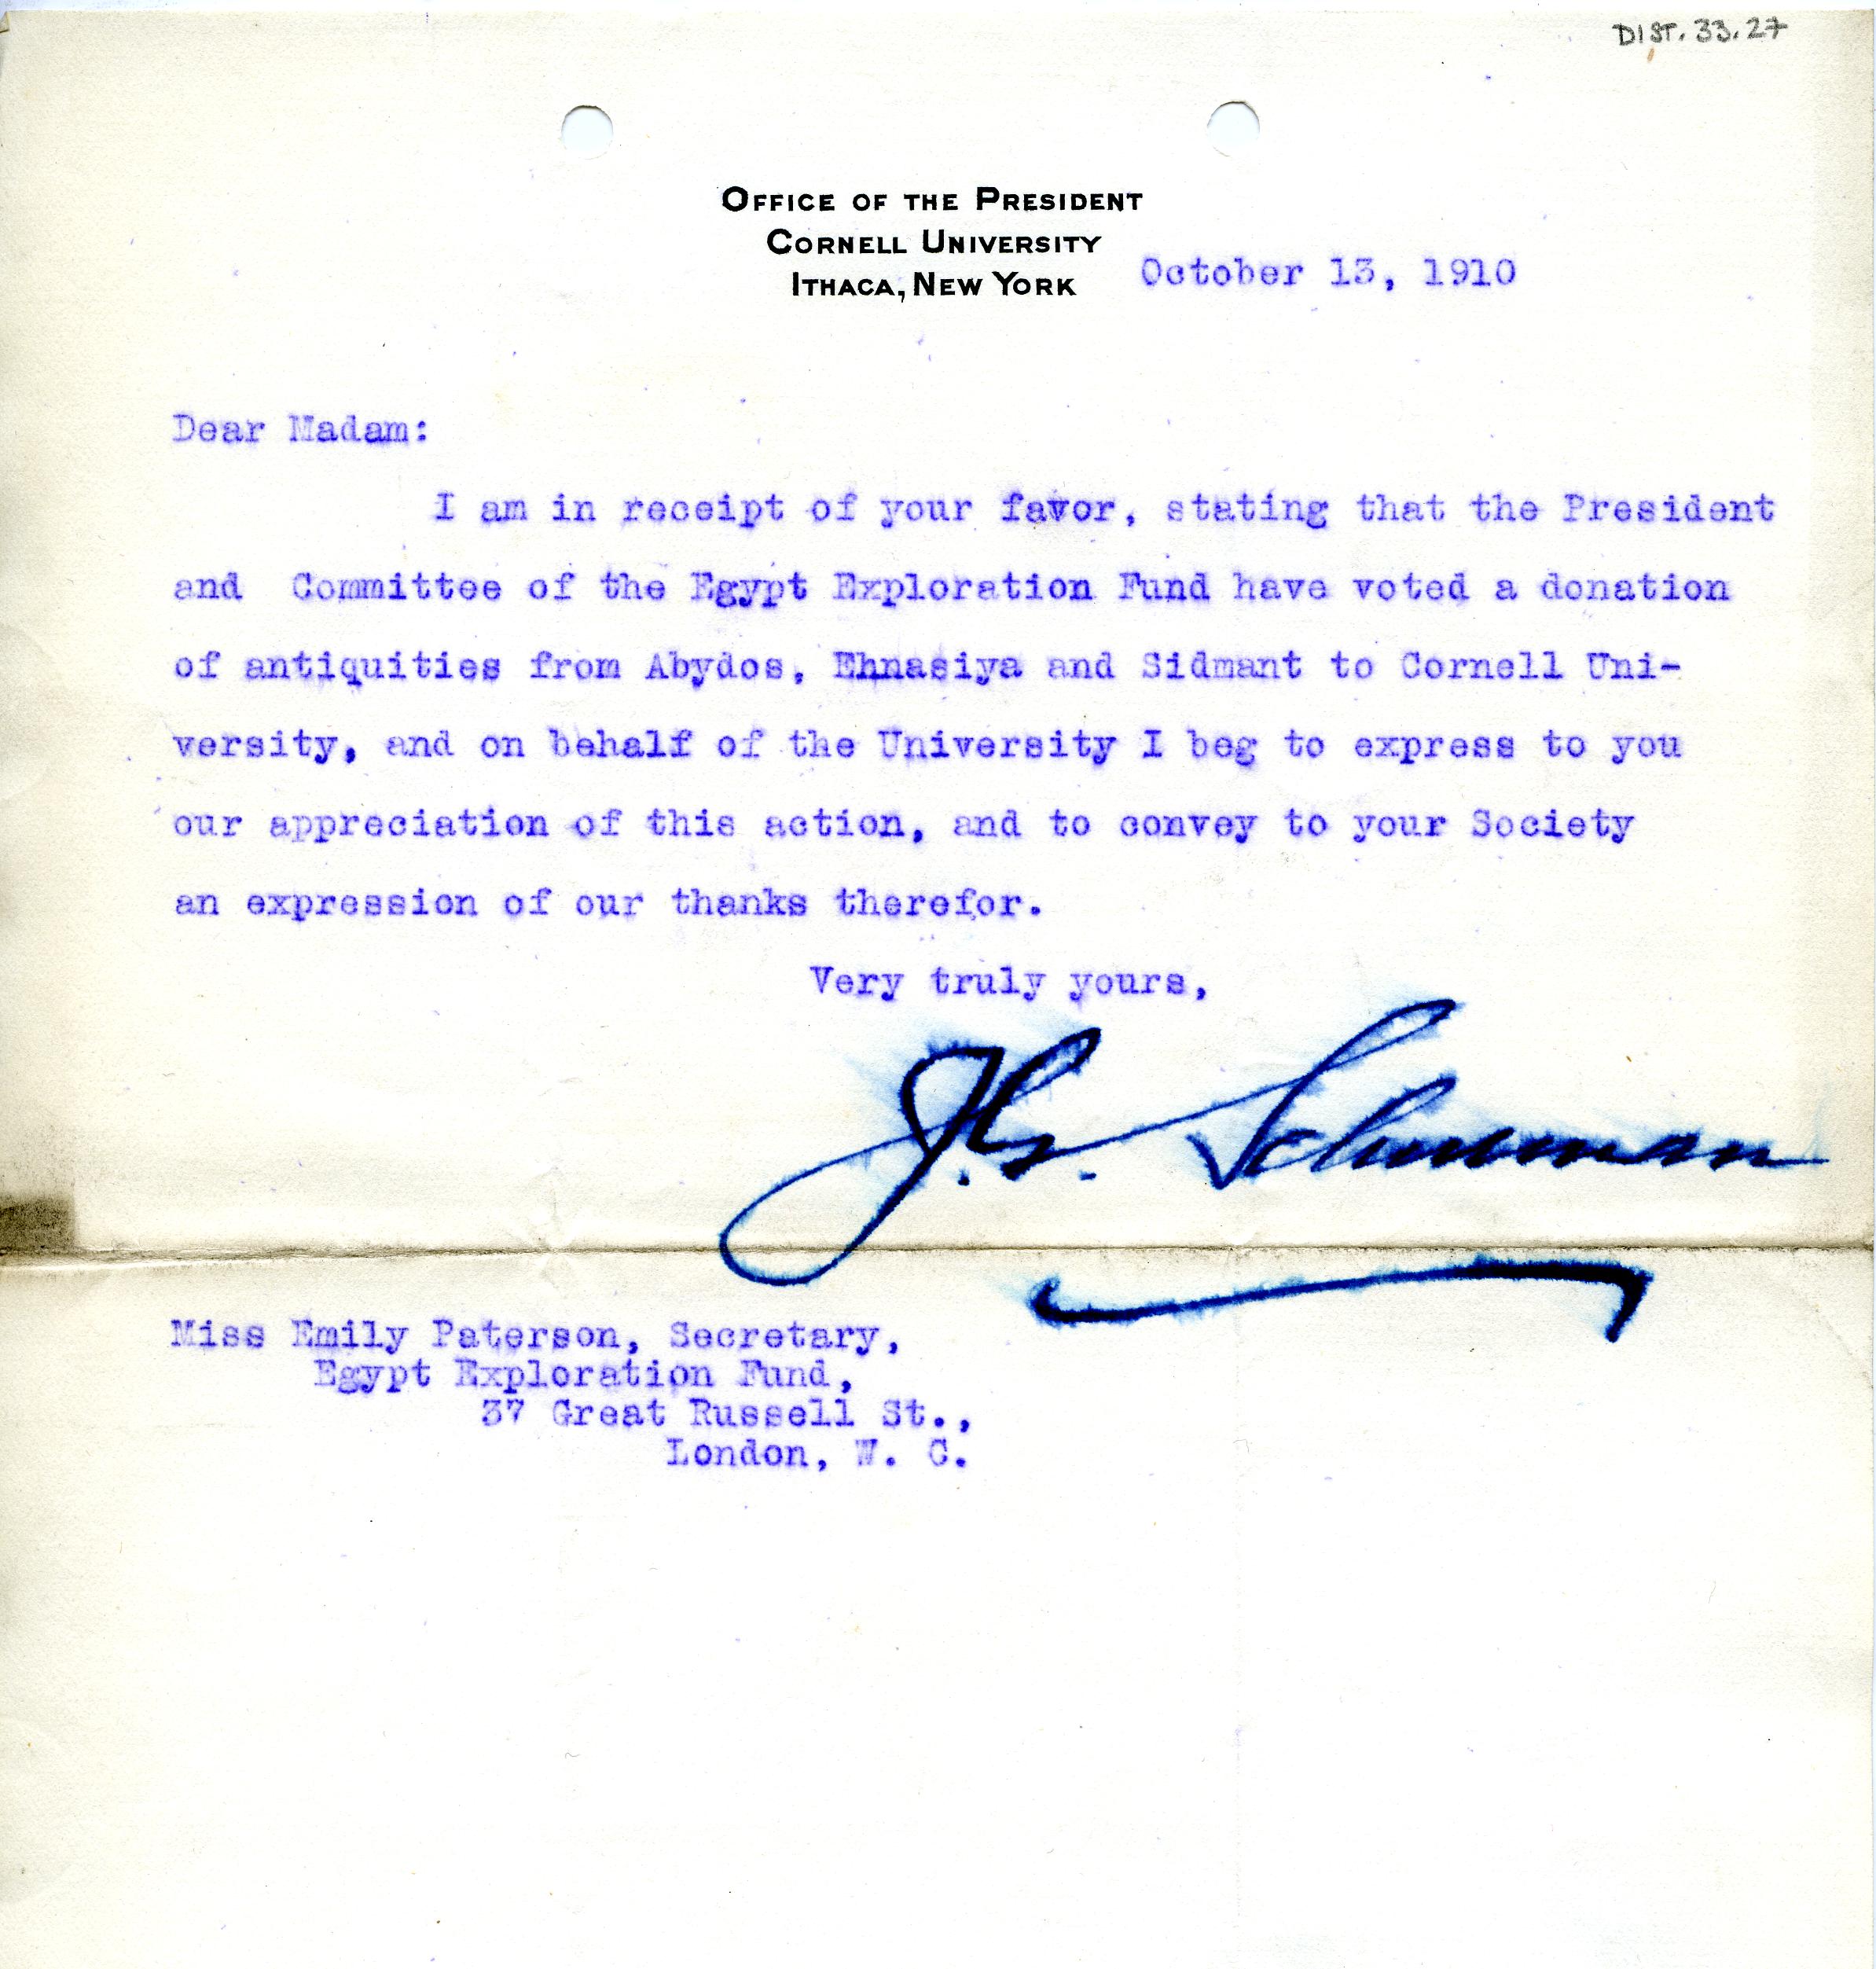 DIST. 33.27
OFFICE OF THE PRESIDENT
CORNELL UNIVERSITY
ITHACA, NEW YORK
October 13, 1910
Dear Madam:
I am in receipt of your favor, stating that the President
and Committee of the Egypt Exploration Fund have voted a donation
of antiquities from Abydos, Ehnasiya and Sidmant to Cornell Uni-
versity, and on behalf of the University I beg to express to you
our appreciation of this action, and to convey to your Society
an expression of our thanks therefor.
Very truly yours,
J. G. Schurman
Miss Emily Paterson, Secretary,
Egypt Exploration Fund,
37 Great Russell St.,
London, W. C.